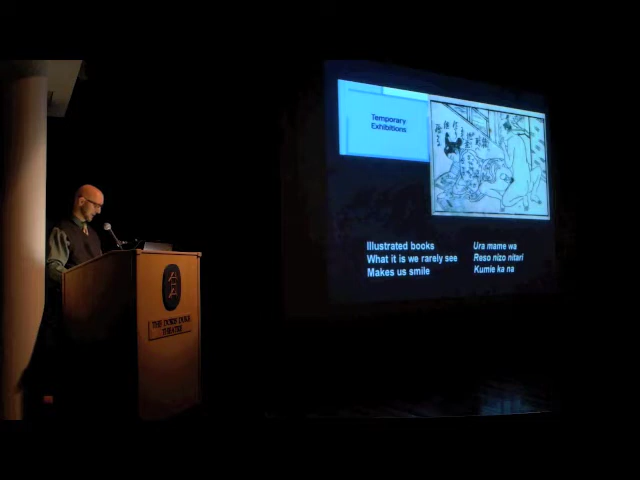 Temporary
Exhibitions
Illustrated books
What it is we rarely see
Makes us smile
Ura mame wa
Reso nizo nitari
Kumie ka na
THE DORIS DUKE
THEATRE